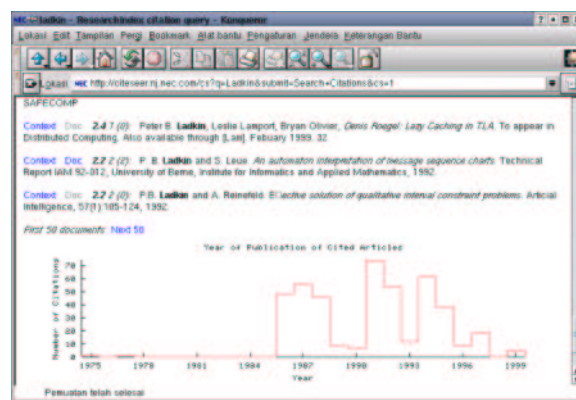 NEC ladkin - ResearchIndex citation query - Konqueror
Lokasi Edit Tampilan Pergi Bookmark Alat bantu Pengaturan Jendela Keterangan Bantu
Lokasi NEC http://citeseer.nj.nec.com/cs?q=Ladkin&submit=Search+Citations&cs=1
SAFECOMP
Context Doc 2.4 7 (0): Peter B. Ladkin, Leslie Lamport, Bryan Olivier, Denis Roegel: Lazy Caching in TLA. To appear in
Distributed Computing. Also available through [Lam]. Febuary 1999. 32
Context Doc 2.2 2 (2): P. B. Ladkin and S. Leue. An automaton interpretation of message sequence charts. Technical
Report IAM 92-012, University of Berne, Institute for Informatics and Applied Mathematics, 1992.
Context Doc 2.2 2 (0): P.B. Ladkin and A. Reinefeld. solution of qualitative interval constraint problems.
Intelligence, 57(1):105-124, 1992.
First 50 documents Next 50
Year of Publication of Cited Articles
Number of Citations
70
60
50
40
30
20
10
0
1975 1978 1981 1984 1987 1990 1993 1996 1999
Year
Pemuatan telah selesai